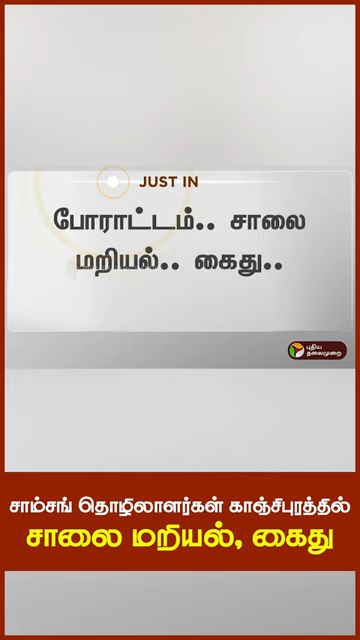 JUST IN
போராட்டம்.. சாலை
மறியல்.. கைது..
புதிய
தலைமுறை
சாம்சங் தொழிலாளர்கள் காஞ்சிபுரத்தில்
சாலை மறியல், கைது